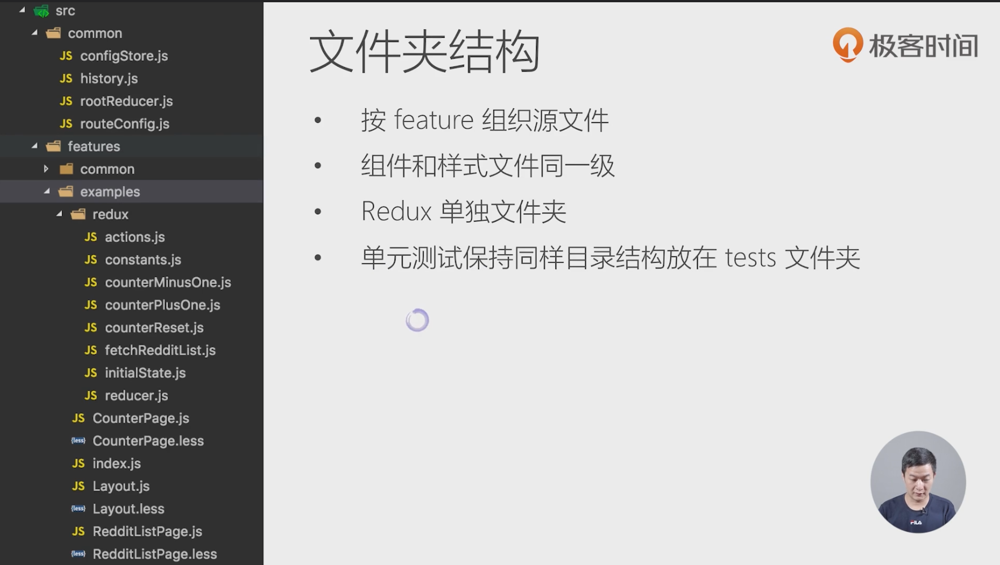 src
common
JS configStore.js
JS history.js
JS rootReducer.js
JS routeConfig.js
features
common
examples
redux
JS actions.js
JS constants.js
JS counterMinusOne.js
JS counterPlusOne.js
JS counterReset.js
JS fetchRedditList.js
JS initialState.js
JS reducer.js
JS CounterPage.js
{less} CounterPage.less
JS index.js
JS Layout.js
{less} Layout.less
JS RedditListPage.js
{less} RedditListPage.less
文件夹结构
极客时间
• 按 feature 组织源文件
• 组件和样式文件同一级
• Redux 单独文件夹
• 单元测试保持同样目录结构放在 tests 文件夹
FILA